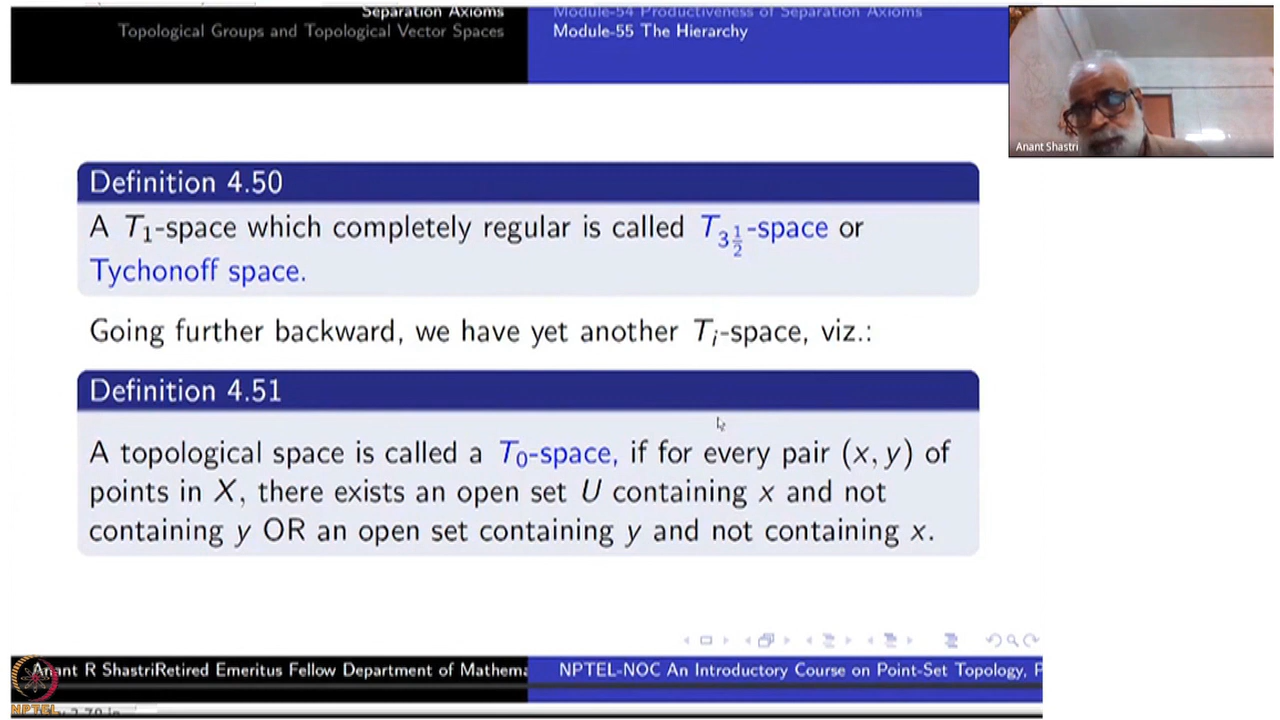 Separation Axioms
Topological Groups and Topological Vector Spaces
Module-54 Productiveness of Separation Axioms
Module-55 The Hierarchy
Anant Shastri
Definition 4.50
A T₁-space which completely regular is called T₃½-space or
Tychonoff space.
Going further backward, we have yet another Tᵢ-space, viz.:
Definition 4.51
A topological space is called a T₀-space, if for every pair (x, y) of
points in X, there exists an open set U containing x and not
containing y OR an open set containing y and not containing x.
Anant R ShastriRetired Emeritus Fellow Department of Mathema
NPTEL-NOC An Introductory Course on Point-Set Topology, P
NPTEL